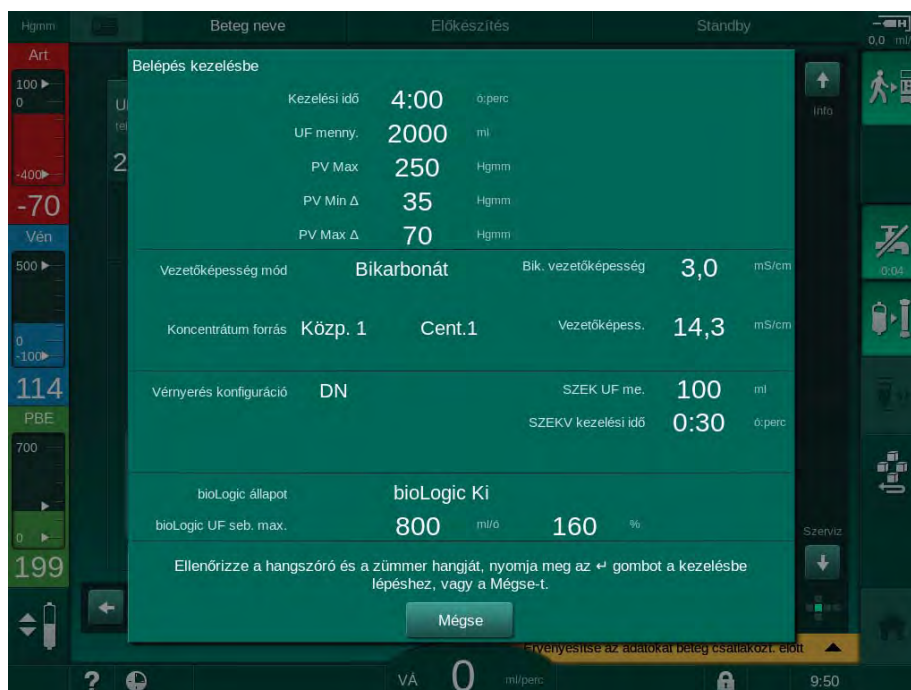 Hgmm Beteg neve Előkészítés Standby
0,0 ml/
Art
100
0
-400
-70
Vén
500
0
-100
114
PBE
700
0
199
U
tel
2
Belépés kezelésbe
Kezelési idő 4:00 ó:perc
UF menny. 2000 ml
PV Max 250 Hgmm
PV Min Δ 35 Hgmm
PV Max Δ 70 Hgmm
Vezetőképesség mód Bikarbonát Bik. vezetőképesség 3,0 mS/cm
Koncentrátum forrás Közp. 1 Cent.1 Vezetőképess. 14,3 mS/cm
Vérnyerés konfiguráció DN SZEK UF me. 100 ml
SZEKV kezelési idő 0:30 ó:perc
bioLogic állapot bioLogic Ki
bioLogic UF seb. max. 800 ml/ó 160 %
Ellenőrizze a hangszóró és a zümmer hangját, nyomja meg az ↵ gombot a kezelésbe
lépéshez, vagy a Mégse-t.
Mégse
Info
Szerviz
0:04
Érvényesítse az adatokat beteg csatlakozt. előtt
? VÁ 0 ml/perc 9:50